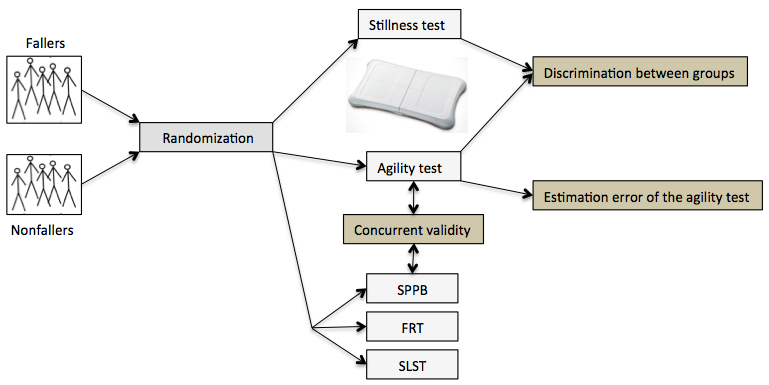 Stillness test
Fallers
Discrimination between groups
Randomization
Agility test
Estimation error of the agility test
Nonfallers
Concurrent validity
SPPB
FRT
SLST